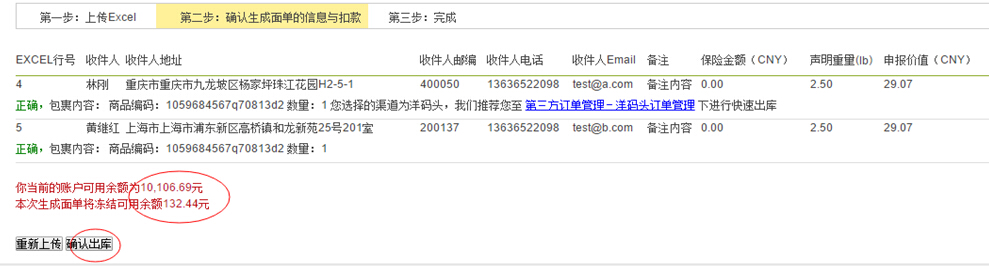 第一步：上传Excel 第二步：确认生成面单的信息与扣款 第三步：完成
EXCEL行号 收件人 收件人地址 收件人邮编 收件人电话 收件人Email 备注 保险金额（CNY） 声明重量(lb) 申报价值（CNY）
4 林刚 重庆市重庆市九龙坡区杨家坪珠江花园H2-5-1 400050 13636522098 test@a.com 备注内容 0.00 2.50 29.07
正确，包裹内容： 商品编码：1059684567q70813d2 数量：1 您选择的渠道为洋码头，我们推荐您至 第三方订单管理－洋码头订单管理 下进行快速出库
5 黄继红 上海市上海市浦东新区高桥镇和龙新苑25号201室 200137 13636522098 test@b.com 备注内容 0.00 2.50 29.07
正确，包裹内容： 商品编码：1059684567q70813d2 数量：1
你当前的账户可用余额为10,106.69元
本次生成面单将冻结可用余额132.44元
重新上传 确认出库